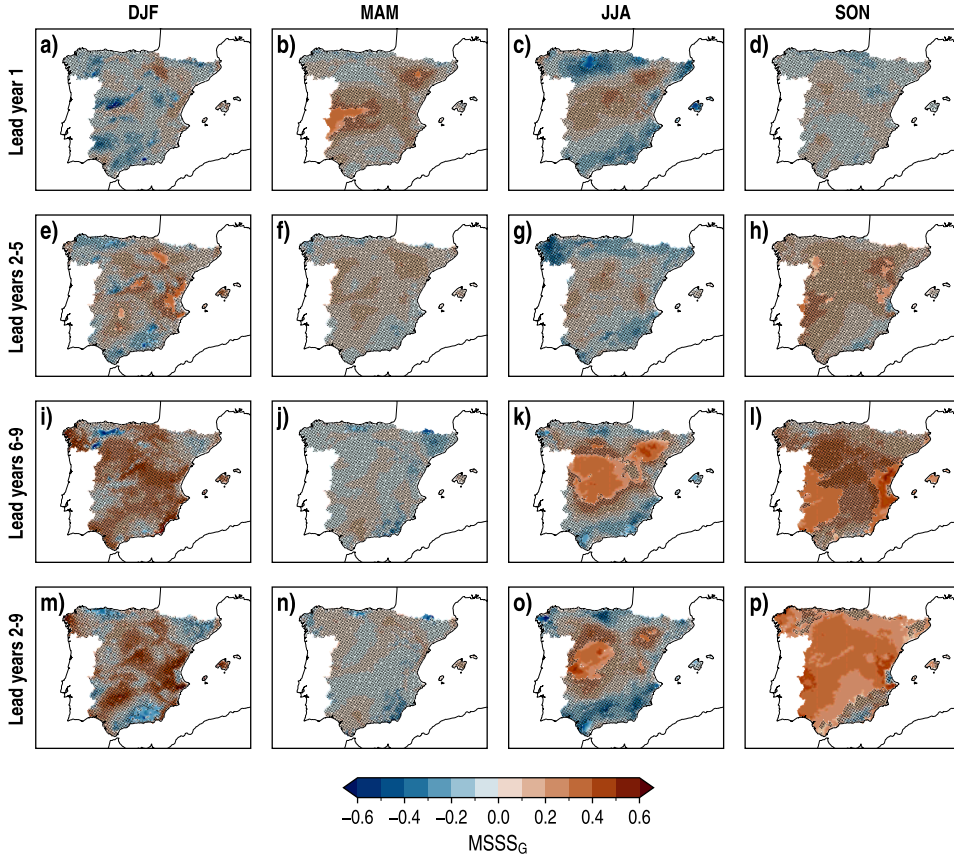 DJF MAM JJA SON
Lead year 1
a) b) c) d)
Lead years 2-5
e) f) g) h)
Lead years 6-9
i) j) k) l)
Lead years 2-9
m) n) o) p)
−0.6 −0.4 −0.2 0.0 0.2 0.4 0.6
MSSS_G